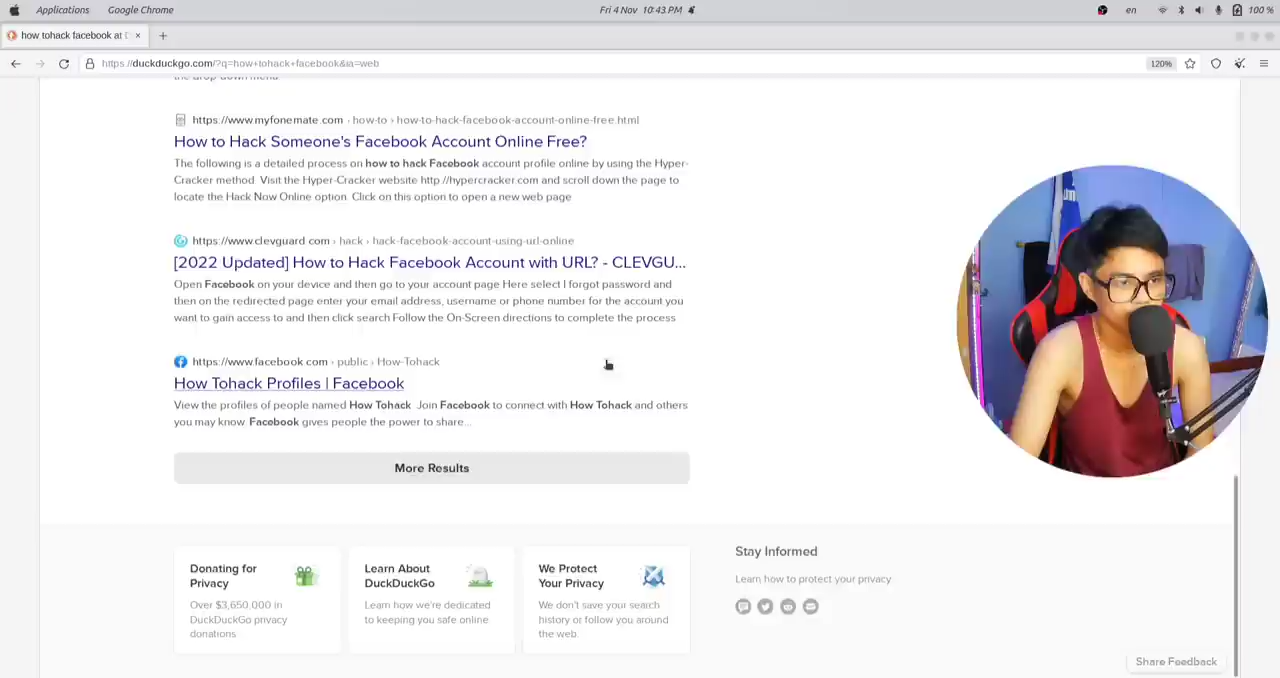 Applications Google Chrome Fri 4 Nov 10:43 PM en 100 %
how tohack facebook at D
https://duckduckgo.com/?q=how+tohack+facebook&ia=web 120%
the drop-down menu.
https://www.myfonemate.com › how-to › how-to-hack-facebook-account-online-free.html
How to Hack Someone's Facebook Account Online Free?
The following is a detailed process on how to hack Facebook account profile online by using the Hyper-
Cracker method. Visit the Hyper-Cracker website http://hypercracker.com and scroll down the page to
locate the Hack Now Online option. Click on this option to open a new web page
https://www.clevguard.com › hack › hack-facebook-account-using-url-online
[2022 Updated] How to Hack Facebook Account with URL? - CLEVGU...
Open Facebook on your device and then go to your account page Here select I forgot password and
then on the redirected page enter your email address, username or phone number for the account you
want to gain access to and then click search Follow the On-Screen directions to complete the process
https://www.facebook.com › public › How-Tohack
How Tohack Profiles | Facebook
View the profiles of people named How Tohack. Join Facebook to connect with How Tohack and others
you may know. Facebook gives people the power to share...
More Results
Donating for
Privacy
Over $3,650,000 in
DuckDuckGo privacy
donations
Learn About
DuckDuckGo
Learn how we're dedicated
to keeping you safe online.
We Protect
Your Privacy
We don't save your search
history or follow you around
the web.
Stay Informed
Learn how to protect your privacy
Share Feedback